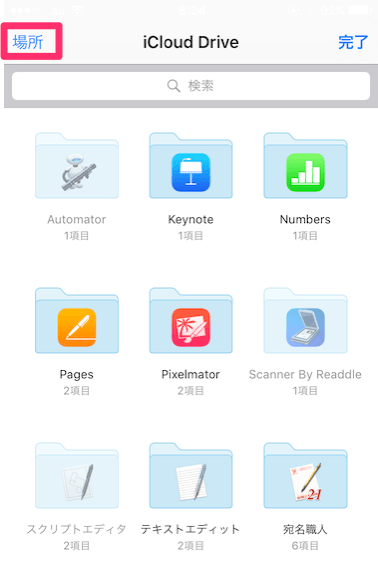 場所 iCloud Drive 完了
検索
Automator Keynote Numbers
1項目 1項目 1項目
Pages Pixelmator Scanner By Readdle
2項目 2項目 1項目
スクリプトエディタ テキストエディット 宛名職人
2項目 2項目 6項目